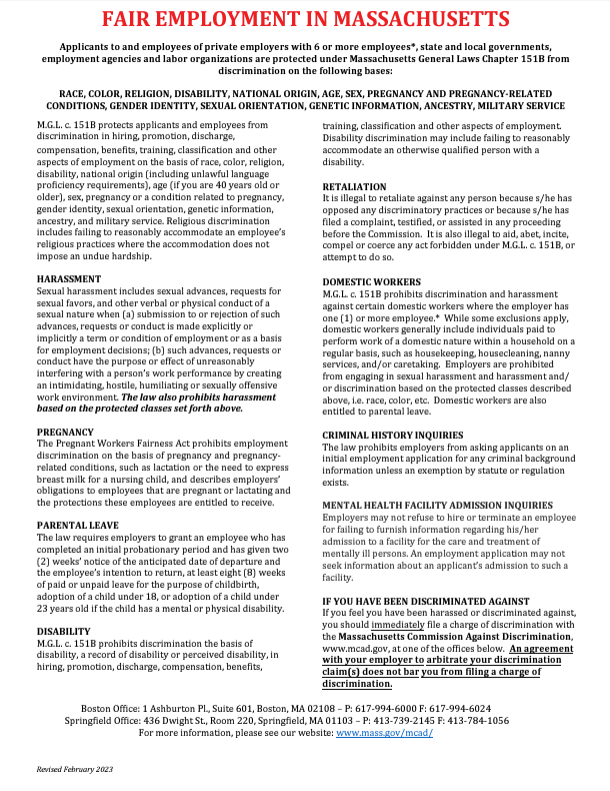 FAIR EMPLOYMENT IN MASSACHUSETTS
Applicants to and employees of private employers with 6 or more employees*, state and local governments,
employment agencies and labor organizations are protected under Massachusetts General Laws Chapter 151B from
discrimination on the following bases:
RACE, COLOR, RELIGION, DISABILITY, NATIONAL ORIGIN, AGE, SEX, PREGNANCY AND PREGNANCY-RELATED
CONDITIONS, GENDER IDENTITY, SEXUAL ORIENTATION, GENETIC INFORMATION, ANCESTRY, MILITARY SERVICE
M.G.L. c. 151B protects applicants and employees from
discrimination in hiring, promotion, discharge,
compensation, benefits, training, classification and other
aspects of employment on the basis of race, color, religion,
disability, national origin (including unlawful language
proficiency requirements), age (if you are 40 years old or
older), sex, pregnancy or a condition related to pregnancy,
gender identity, sexual orientation, genetic information,
ancestry, and military service. Religious discrimination
includes failing to reasonably accommodate an employee's
religious practices where the accommodation does not
impose an undue hardship.
HARASSMENT
Sexual harassment includes sexual advances, requests for
sexual favors, and other verbal or physical conduct of a
sexual nature when (a) submission to or rejection of such
advances, requests or conduct is made explicitly or
implicitly a term or condition of employment or as a basis
for employment decisions; (b) such advances, requests or
conduct have the purpose or effect of unreasonably
interfering with a person's work performance by creating
an intimidating, hostile, humiliating or sexually offensive
work environment. The law also prohibits harassment
based on the protected classes set forth above.
PREGNANCY
The Pregnant Workers Fairness Act prohibits employment
discrimination on the basis of pregnancy and pregnancy-
related conditions, such as lactation or the need to express
breast milk for a nursing child, and describes employers'
obligations to employees that are pregnant or lactating and
the protections these employees are entitled to receive.
PARENTAL LEAVE
The law requires employers to grant an employee who has
completed an initial probationary period and has given two
(2) weeks' notice of the anticipated date of departure and
the employee's intention to return, at least eight (8) weeks
of paid or unpaid leave for the purpose of childbirth,
adoption of a child under 18, or adoption of a child under
23 years old if the child has a mental or physical disability.
DISABILITY
M.G.L. c. 151B prohibits discrimination the basis of
disability, a record of disability or perceived disability, in
hiring, promotion, discharge, compensation, benefits,
training, classification and other aspects of employment.
Disability discrimination may include failing to reasonably
accommodate an otherwise qualified person with a
disability.
RETALIATION
It is illegal to retaliate against any person because s/he has
opposed any discriminatory practices or because s/he has
filed a complaint, testified, or assisted in any proceeding
before the Commission. It is also illegal to aid, abet, incite,
compel or coerce any act forbidden under M.G.L. c. 151B, or
attempt to do so.
DOMESTIC WORKERS
M.G.L. c. 151B prohibits discrimination and harassment
against certain domestic workers where the employer has
one (1) or more employee.* While some exclusions apply,
domestic workers generally include individuals paid to
perform work of a domestic nature within a household on a
regular basis, such as housekeeping, housecleaning, nanny
services, and/or caretaking. Employers are prohibited
from engaging in sexual harassment and harassment and/
or discrimination based on the protected classes described
above, i.e. race, color, etc. Domestic workers are also
entitled to parental leave.
CRIMINAL HISTORY INQUIRIES
The law prohibits employers from asking applicants on an
initial employment application for any criminal background
information unless an exemption by statute or regulation
exists.
MENTAL HEALTH FACILITY ADMISSION INQUIRIES
Employers may not refuse to hire or terminate an employee
for failing to furnish information regarding his/her
admission to a facility for the care and treatment of
mentally ill persons. An employment application may not
seek information about an applicant's admission to such a
facility.
IF YOU HAVE BEEN DISCRIMINATED AGAINST
If you feel you have been harassed or discriminated against,
you should immediately file a charge of discrimination with
the Massachusetts Commission Against Discrimination,
www.mcad.gov, at one of the offices below. An agreement
with your employer to arbitrate your discrimination
claim(s) does not bar you from filing a charge of
discrimination.
Boston Office: 1 Ashburton Pl., Suite 601, Boston, MA 02108 – P: 617-994-6000 F: 617-994-6024
Springfield Office: 436 Dwight St., Room 220, Springfield, MA 01103 – P: 413-739-2145 F: 413-784-1056
For more information, please see our website: www.mass.gov/mcad/
Revised February 2023